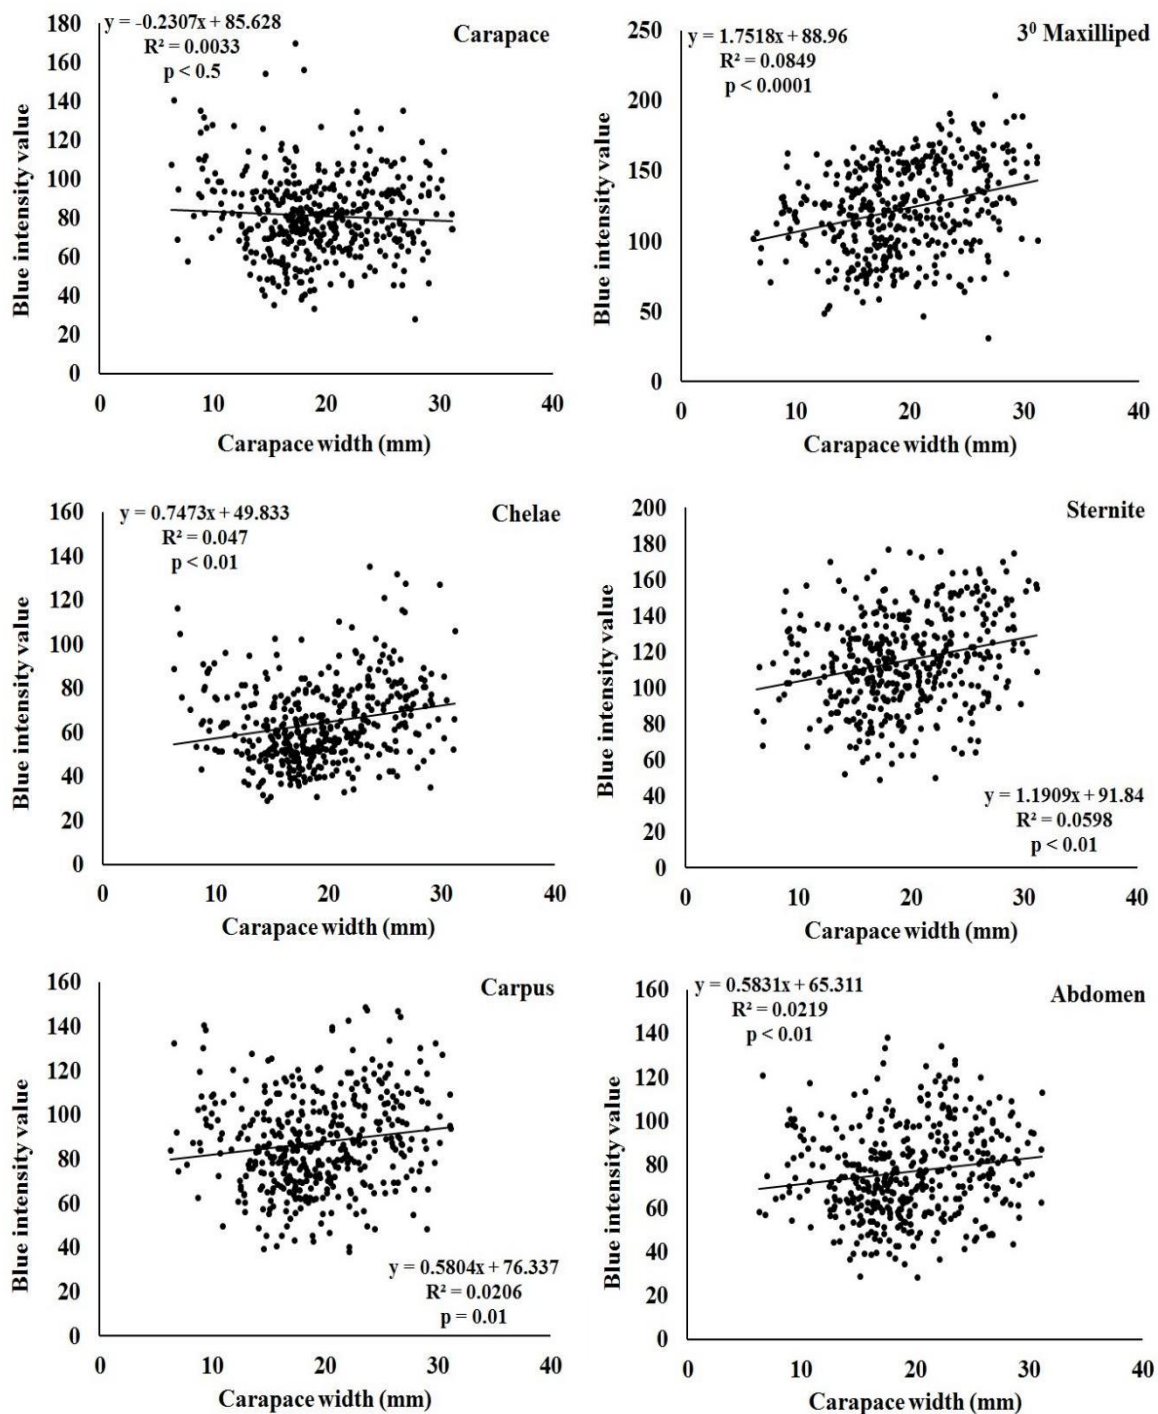 y = -0.2307x + 85.628
R² = 0.0033
p < 0.5
Carapace
Blue intensity value
180
160
140
120
100
80
60
40
20
0
0 10 20 30 40
Carapace width (mm)
y = 1.7518x + 88.96
R² = 0.0849
p < 0.0001
3⁰ Maxilliped
Blue intensity value
250
200
150
100
50
0
0 10 20 30 40
Carapace width (mm)
y = 0.7473x + 49.833
R² = 0.047
p < 0.01
Chelae
Blue intensity value
160
140
120
100
80
60
40
20
0
0 10 20 30 40
Carapace width (mm)
Sternite
Blue intensity value
200
180
160
140
120
100
80
60
40
20
0
y = 1.1909x + 91.84
R² = 0.0598
p < 0.01
0 10 20 30 40
Carapace width (mm)
Carpus
Blue intensity value
160
140
120
100
80
60
40
20
0
y = 0.5804x + 76.337
R² = 0.0206
p = 0.01
0 10 20 30 40
Carapace width (mm)
y = 0.5831x + 65.311
R² = 0.0219
p < 0.01
Abdomen
Blue intensity value
160
140
120
100
80
60
40
20
0
0 10 20 30 40
Carapace width (mm)